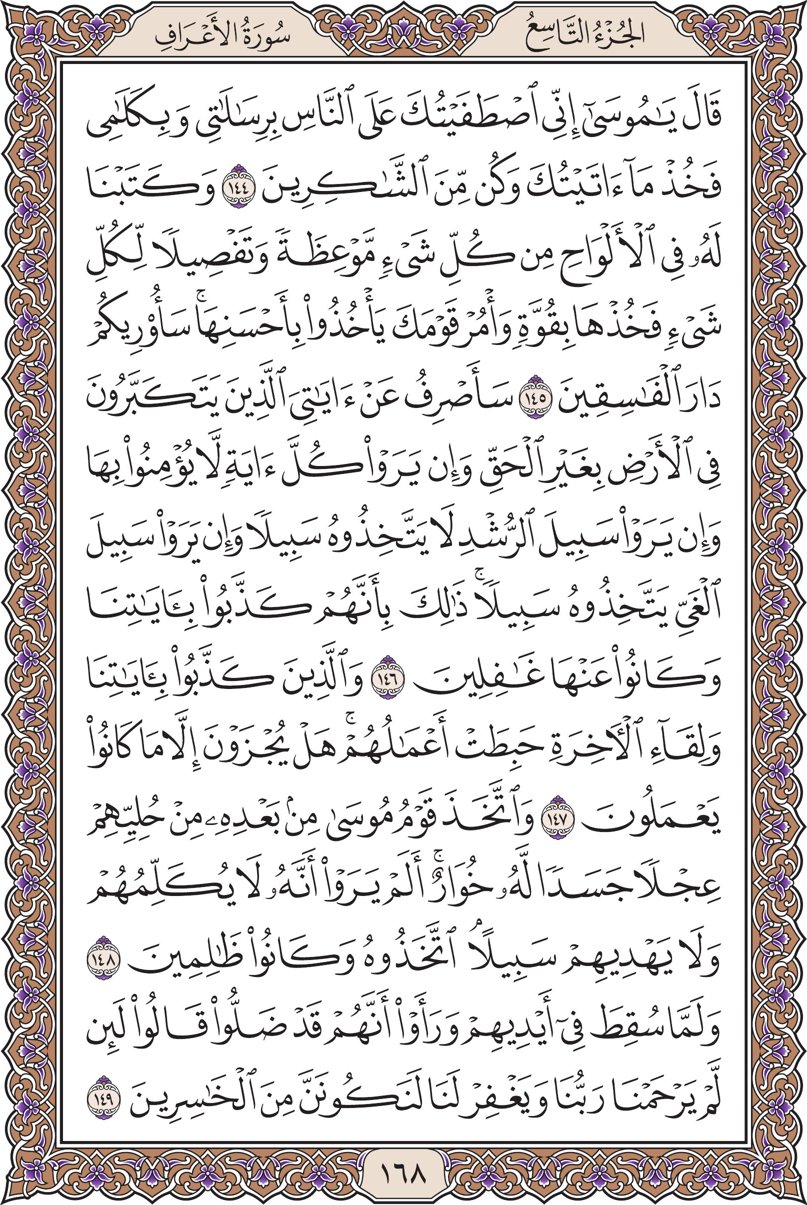 الجُزْءُ التَّاسِعُ
سُورَةُ الأَعْرَافِ
قَالَ يَٰمُوسَىٰٓ إِنِّي ٱصْطَفَيْتُكَ عَلَى ٱلنَّاسِ بِرِسَٰلَٰتِي وَبِكَلَٰمِي
فَخُذْ مَآ ءَاتَيْتُكَ وَكُن مِّنَ ٱلشَّٰكِرِينَ ١٤٤ وَكَتَبْنَا
لَهُۥ فِي ٱلْأَلْوَاحِ مِن كُلِّ شَيْءٍ مَّوْعِظَةً وَتَفْصِيلًا لِّكُلِّ
شَيْءٍ فَخُذْهَا بِقُوَّةٍ وَأْمُرْ قَوْمَكَ يَأْخُذُوا۟ بِأَحْسَنِهَاۚ سَأُو۟رِيكُمْ
دَارَ ٱلْفَٰسِقِينَ ١٤٥ سَأَصْرِفُ عَنْ ءَايَٰتِيَ ٱلَّذِينَ يَتَكَبَّرُونَ
فِي ٱلْأَرْضِ بِغَيْرِ ٱلْحَقِّ وَإِن يَرَوْا۟ كُلَّ ءَايَةٍ لَّا يُؤْمِنُوا۟ بِهَا
وَإِن يَرَوْا۟ سَبِيلَ ٱلرُّشْدِ لَا يَتَّخِذُوهُ سَبِيلًا وَإِن يَرَوْا۟ سَبِيلَ
ٱلْغَيِّ يَتَّخِذُوهُ سَبِيلًاۚ ذَٰلِكَ بِأَنَّهُمْ كَذَّبُوا۟ بِـَٔايَٰتِنَا
وَكَانُوا۟ عَنْهَا غَٰفِلِينَ ١٤٦ وَٱلَّذِينَ كَذَّبُوا۟ بِـَٔايَٰتِنَا
وَلِقَآءِ ٱلْـَٔاخِرَةِ حَبِطَتْ أَعْمَٰلُهُمْۚ هَلْ يُجْزَوْنَ إِلَّا مَا كَانُوا۟
يَعْمَلُونَ ١٤٧ وَٱتَّخَذَ قَوْمُ مُوسَىٰ مِنۢ بَعْدِهِۦ مِنْ حُلِيِّهِمْ
عِجْلًا جَسَدًا لَّهُۥ خُوَارٌۚ أَلَمْ يَرَوْا۟ أَنَّهُۥ لَا يُكَلِّمُهُمْ
وَلَا يَهْدِيهِمْ سَبِيلًاۘ ٱتَّخَذُوهُ وَكَانُوا۟ ظَٰلِمِينَ ١٤٨
وَلَمَّا سُقِطَ فِيٓ أَيْدِيهِمْ وَرَأَوْا۟ أَنَّهُمْ قَدْ ضَلُّوا۟ قَالُوا۟ لَئِن
لَّمْ يَرْحَمْنَا رَبُّنَا وَيَغْفِرْ لَنَا لَنَكُونَنَّ مِنَ ٱلْخَٰسِرِينَ ١٤٩
١٦٨